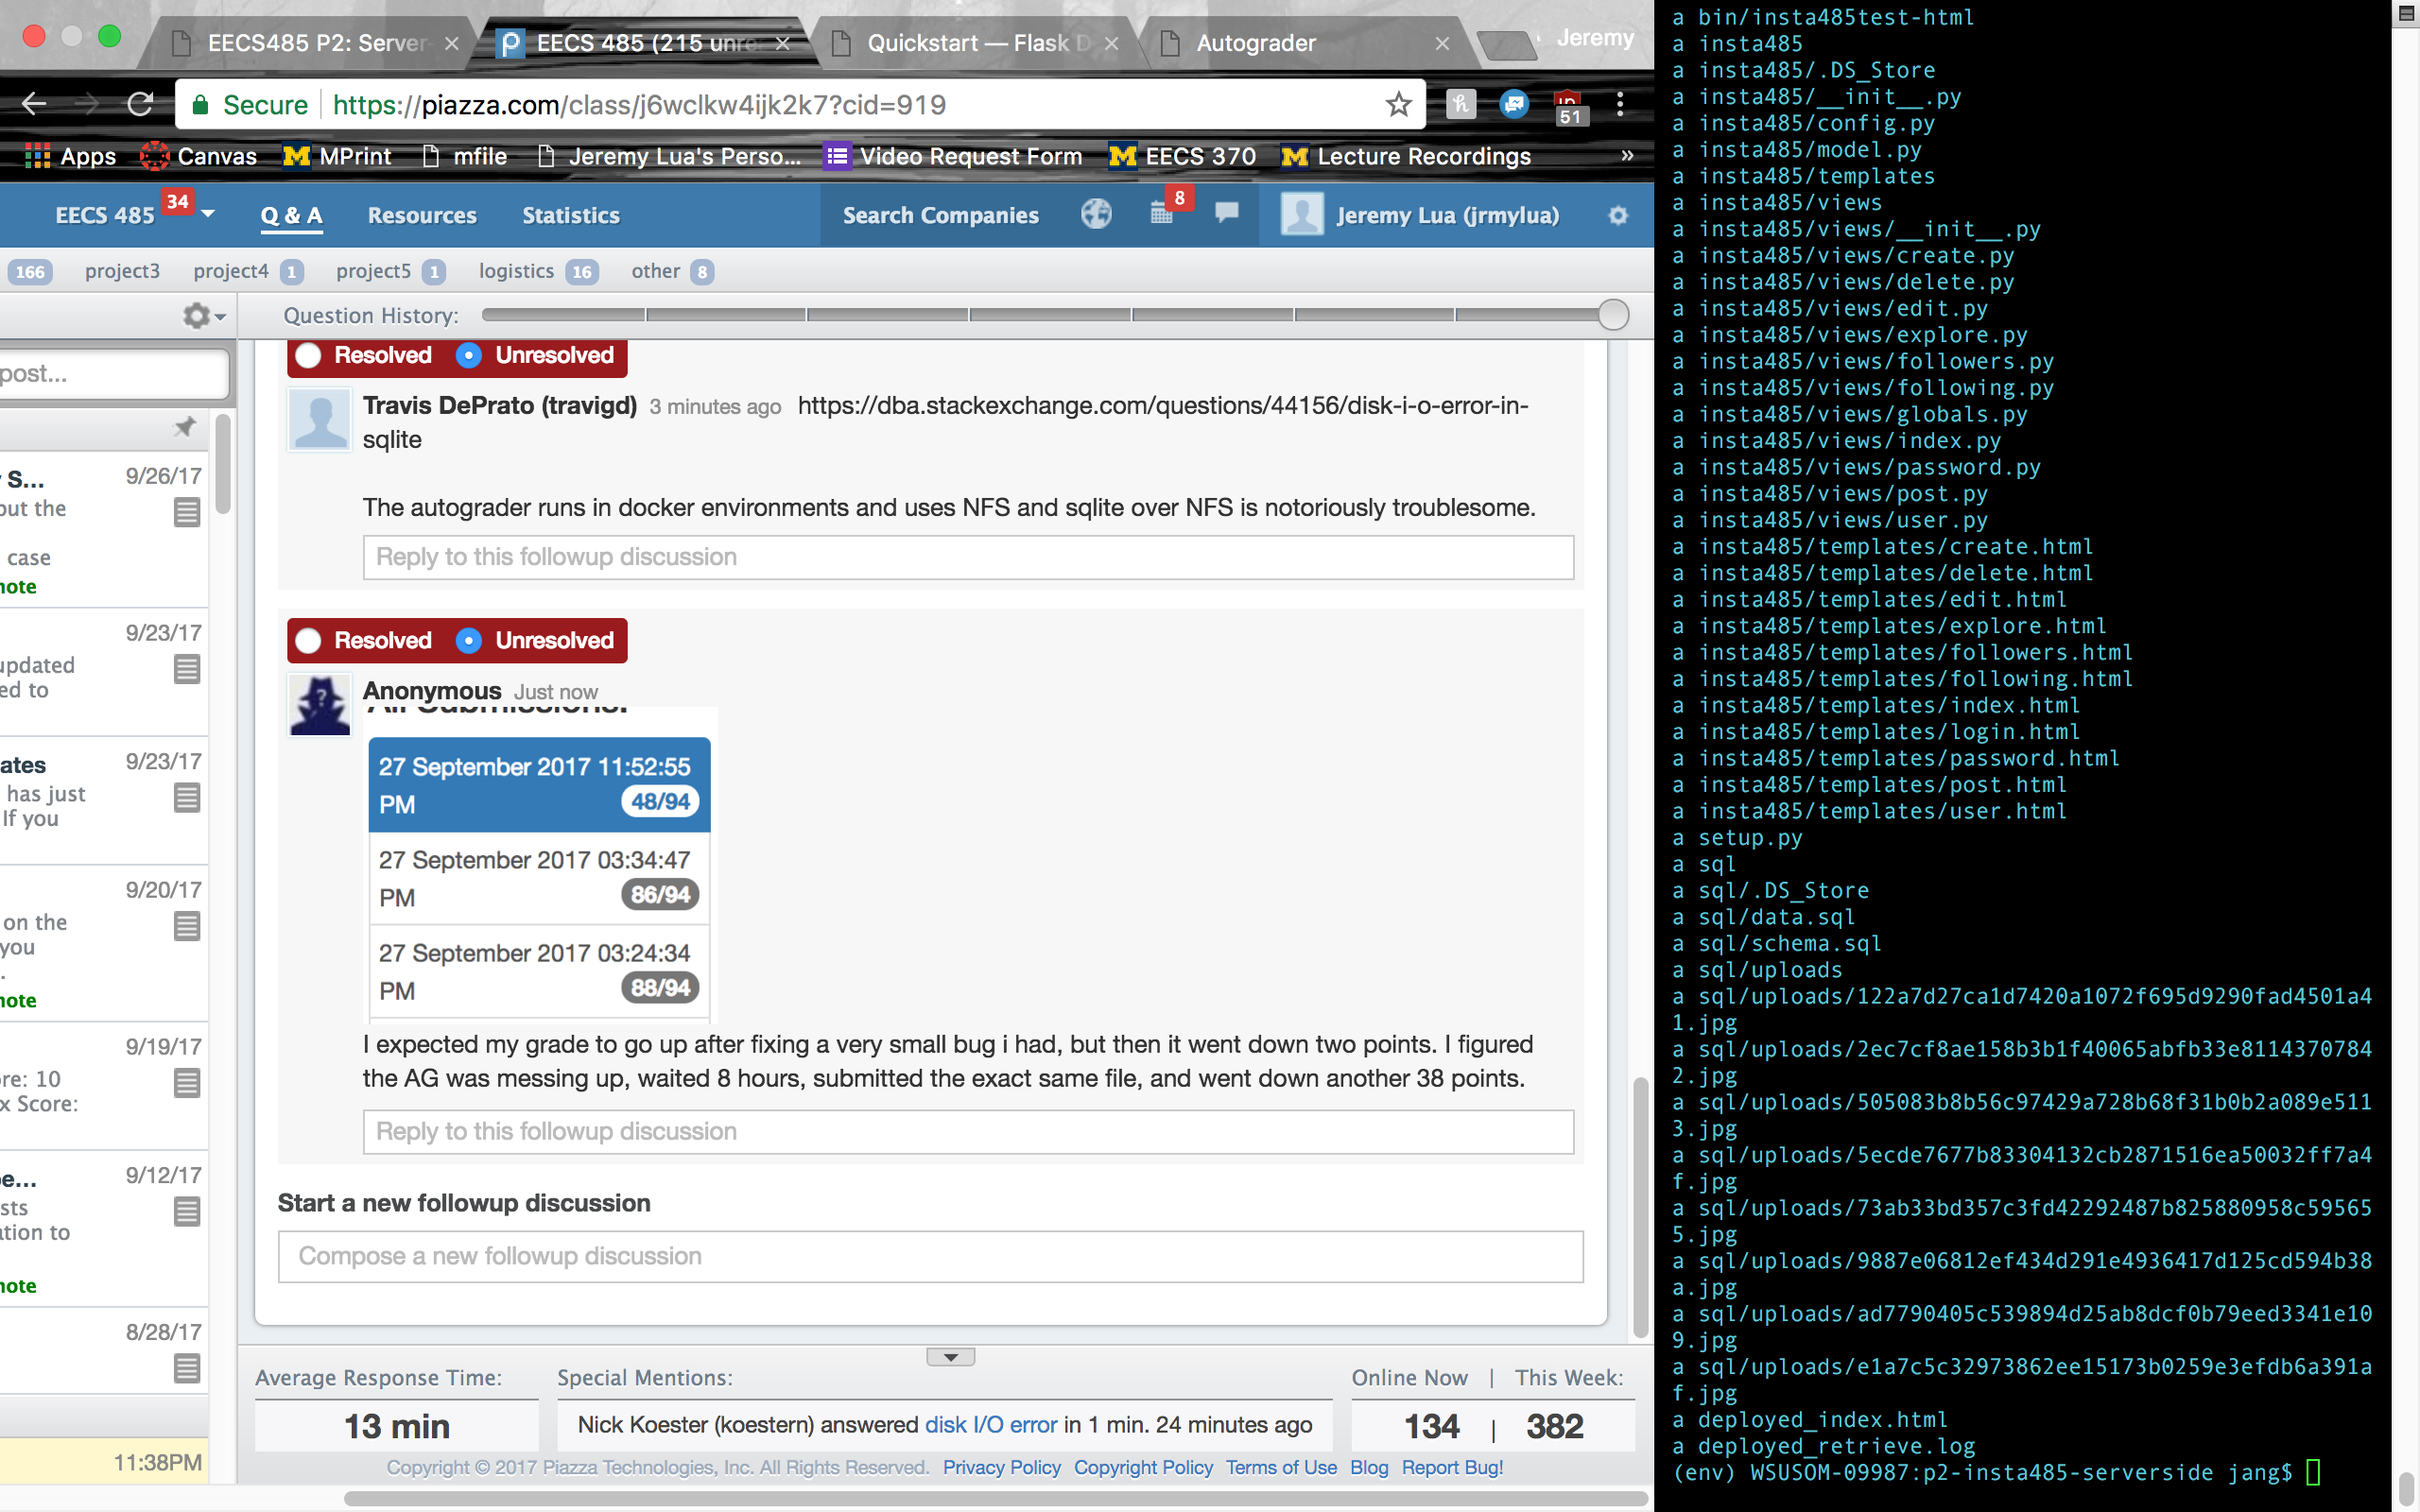 EECS485 P2: Server-
EECS 485 (215 unre
Quickstart — Flask D
Autograder
Jeremy
Secure
https://piazza.com/class/j6wclkw4ijk2k7?cid=919
51
Apps
Canvas
MPrint
mfile
Jeremy Lua's Perso...
Video Request Form
EECS 370
Lecture Recordings
»
EECS 485
34
Q & A
Resources
Statistics
Search Companies
8
Jeremy Lua (jrmylua)
166
project3
project4 1
project5 1
logistics 16
other 8
Question History:
post...
9/26/17
y S...
but the
case
note
9/23/17
updated
ed to
9/23/17
ates
has just
If you
9/20/17
on the
you
.
note
9/19/17
re: 10
x Score:
9/12/17
e...
sts
ation to
note
8/28/17
11:38PM
Resolved Unresolved
Travis DePrato (travigd) 3 minutes ago https://dba.stackexchange.com/questions/44156/disk-i-o-error-in-
sqlite
The autograder runs in docker environments and uses NFS and sqlite over NFS is notoriously troublesome.
Reply to this followup discussion
Resolved Unresolved
Anonymous Just now
All Submissions:
27 September 2017 11:52:55
PM 48/94
27 September 2017 03:34:47
PM 86/94
27 September 2017 03:24:34
PM 88/94
I expected my grade to go up after fixing a very small bug i had, but then it went down two points. I figured
the AG was messing up, waited 8 hours, submitted the exact same file, and went down another 38 points.
Reply to this followup discussion
Start a new followup discussion
Compose a new followup discussion
Average Response Time:
13 min
Special Mentions:
Nick Koester (koestern) answered disk I/O error in 1 min. 24 minutes ago
Online Now | This Week:
134 | 382
Copyright © 2017 Piazza Technologies, Inc. All Rights Reserved. Privacy Policy Copyright Policy Terms of Use Blog Report Bug!
a bin/insta485test-html
a insta485
a insta485/.DS_Store
a insta485/__init__.py
a insta485/config.py
a insta485/model.py
a insta485/templates
a insta485/views
a insta485/views/__init__.py
a insta485/views/create.py
a insta485/views/delete.py
a insta485/views/edit.py
a insta485/views/explore.py
a insta485/views/followers.py
a insta485/views/following.py
a insta485/views/globals.py
a insta485/views/index.py
a insta485/views/password.py
a insta485/views/post.py
a insta485/views/user.py
a insta485/templates/create.html
a insta485/templates/delete.html
a insta485/templates/edit.html
a insta485/templates/explore.html
a insta485/templates/followers.html
a insta485/templates/following.html
a insta485/templates/index.html
a insta485/templates/login.html
a insta485/templates/password.html
a insta485/templates/post.html
a insta485/templates/user.html
a setup.py
a sql
a sql/.DS_Store
a sql/data.sql
a sql/schema.sql
a sql/uploads
a sql/uploads/122a7d27ca1d7420a1072f695d9290fad4501a4
1.jpg
a sql/uploads/2ec7cf8ae158b3b1f40065abfb33e8114370784
2.jpg
a sql/uploads/505083b8b56c97429a728b68f31b0b2a089e511
3.jpg
a sql/uploads/5ecde7677b83304132cb2871516ea50032ff7a4
f.jpg
a sql/uploads/73ab33bd357c3fd42292487b825880958c59565
5.jpg
a sql/uploads/9887e06812ef434d291e4936417d125cd594b38
a.jpg
a sql/uploads/ad7790405c539894d25ab8dcf0b79eed3341e10
9.jpg
a sql/uploads/e1a7c5c32973862ee15173b0259e3efdb6a391a
f.jpg
a deployed_index.html
a deployed_retrieve.log
(env) WSUSOM-09987:p2-insta485-serverside jang$